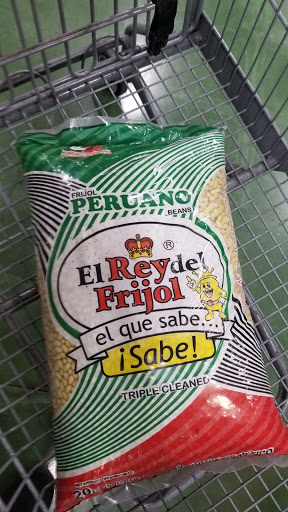 FRIJOL
PERUANO
BEANS
El Rey del
Frijol ®
el que sabe...
¡Sabe!
TRIPLE CLEANED